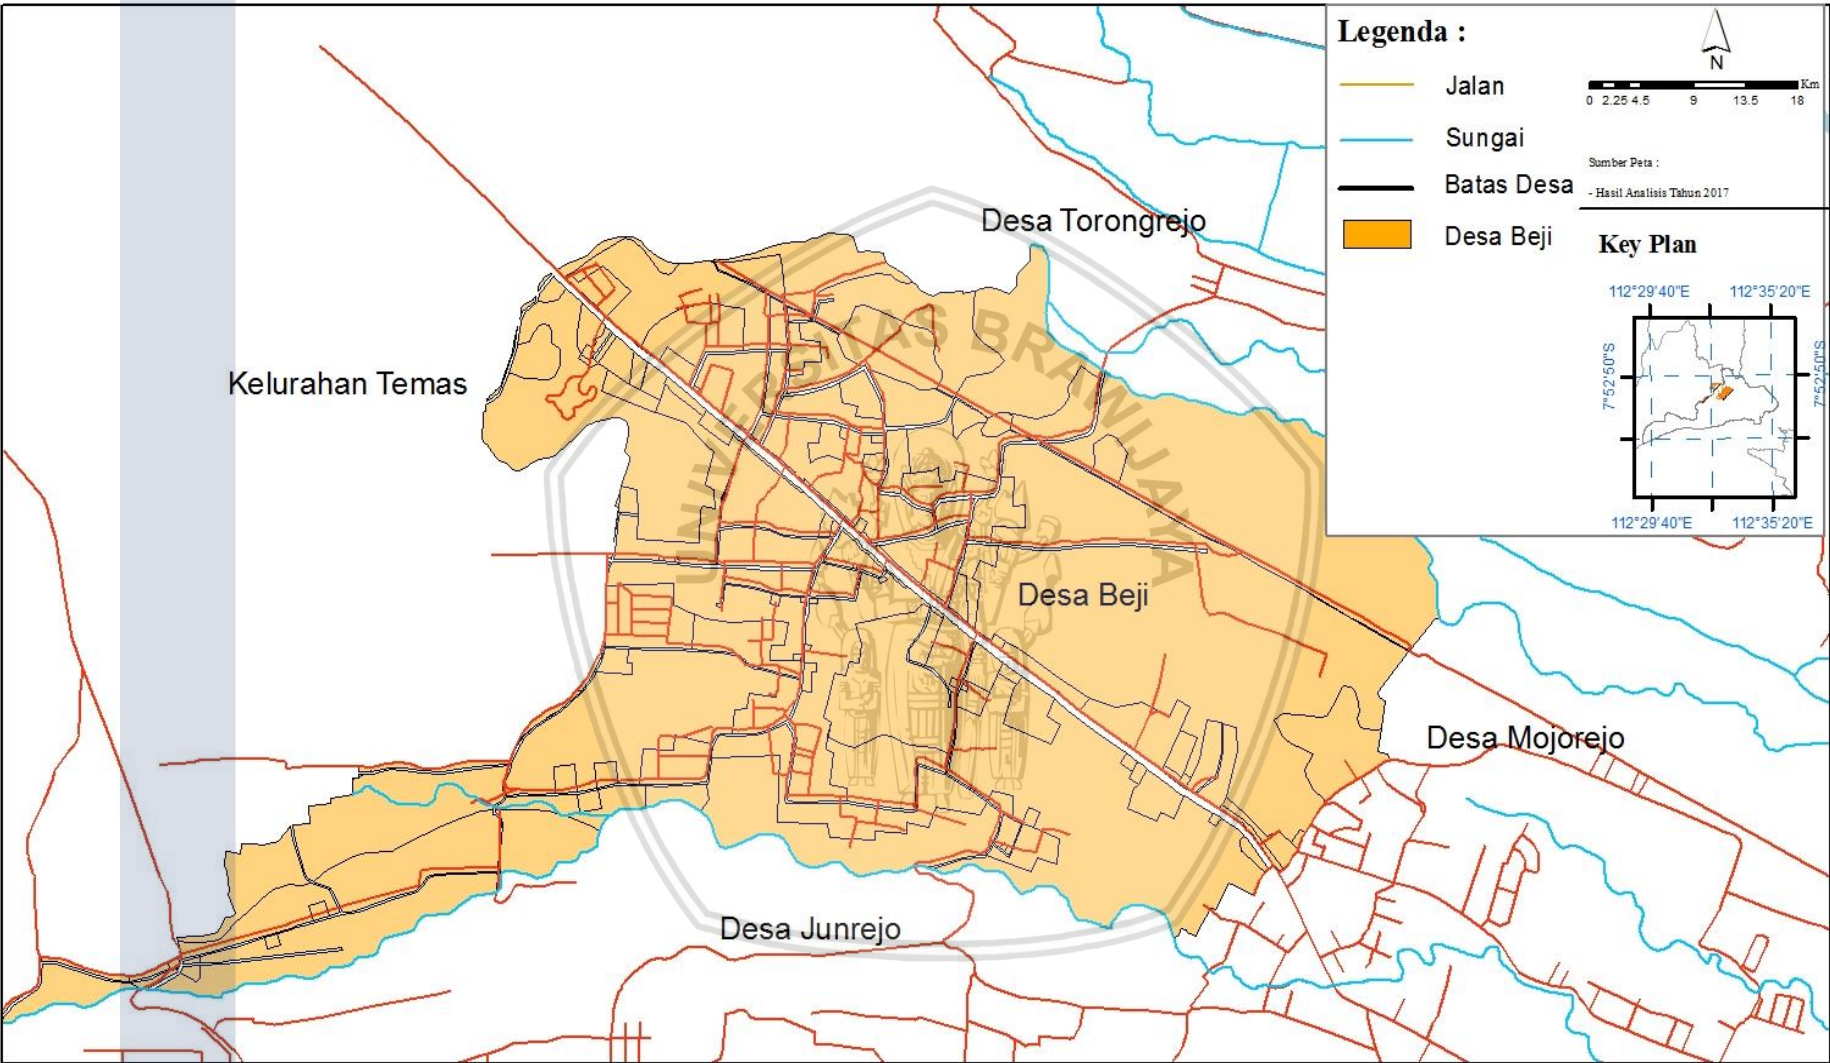 Legenda :
N
Jalan
Km
0 2.25 4.5 9 13.5 18
Sungai
Sumber Peta :
Batas Desa
- Hasil Analisis Tahun 2017
Desa Beji
Key Plan
112°29'40"E 112°35'20"E
7°52'50"S
7°52'50"S
112°29'40"E 112°35'20"E
Desa Torongrejo
UNIVERSITAS BRAWIJAYA
Kelurahan Temas
Desa Beji
Desa Mojorejo
Desa Junrejo